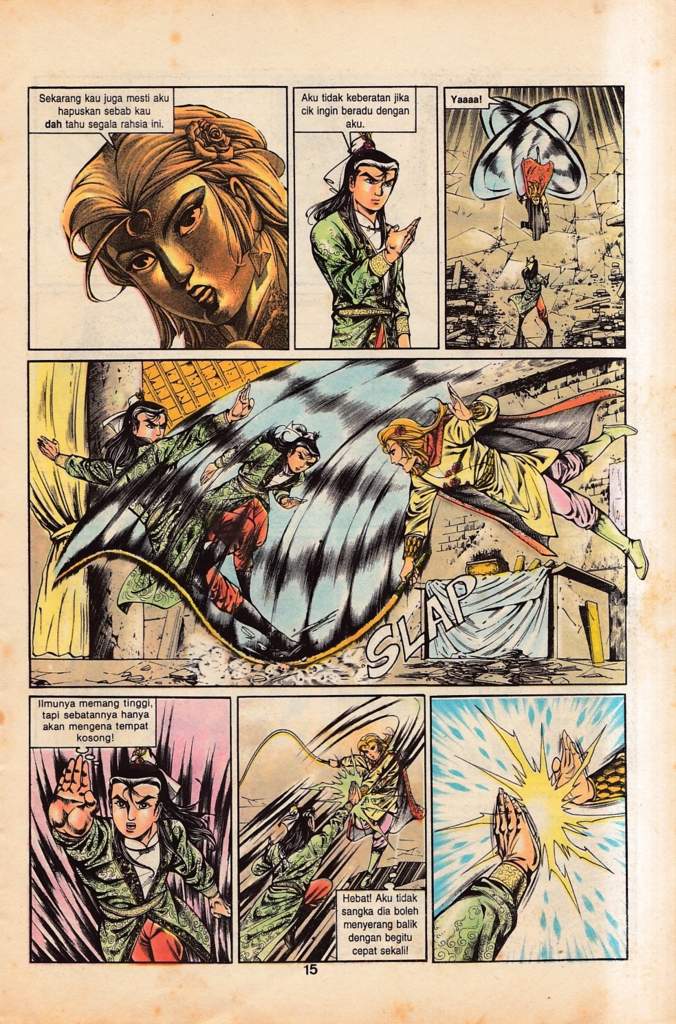 Sekarang kau juga mesti aku
hapuskan sebab kau
dah tahu segala rahsia ini.
Aku tidak keberatan jika
cik ingin beradu dengan
aku.
Yaaaa!
SLAP
Ilmunya memang tinggi,
tapi sebatannya hanya
akan mengena tempat
kosong!
Hebat! Aku tidak
sangka dia boleh
menyerang balik
dengan begitu
cepat sekali!
15